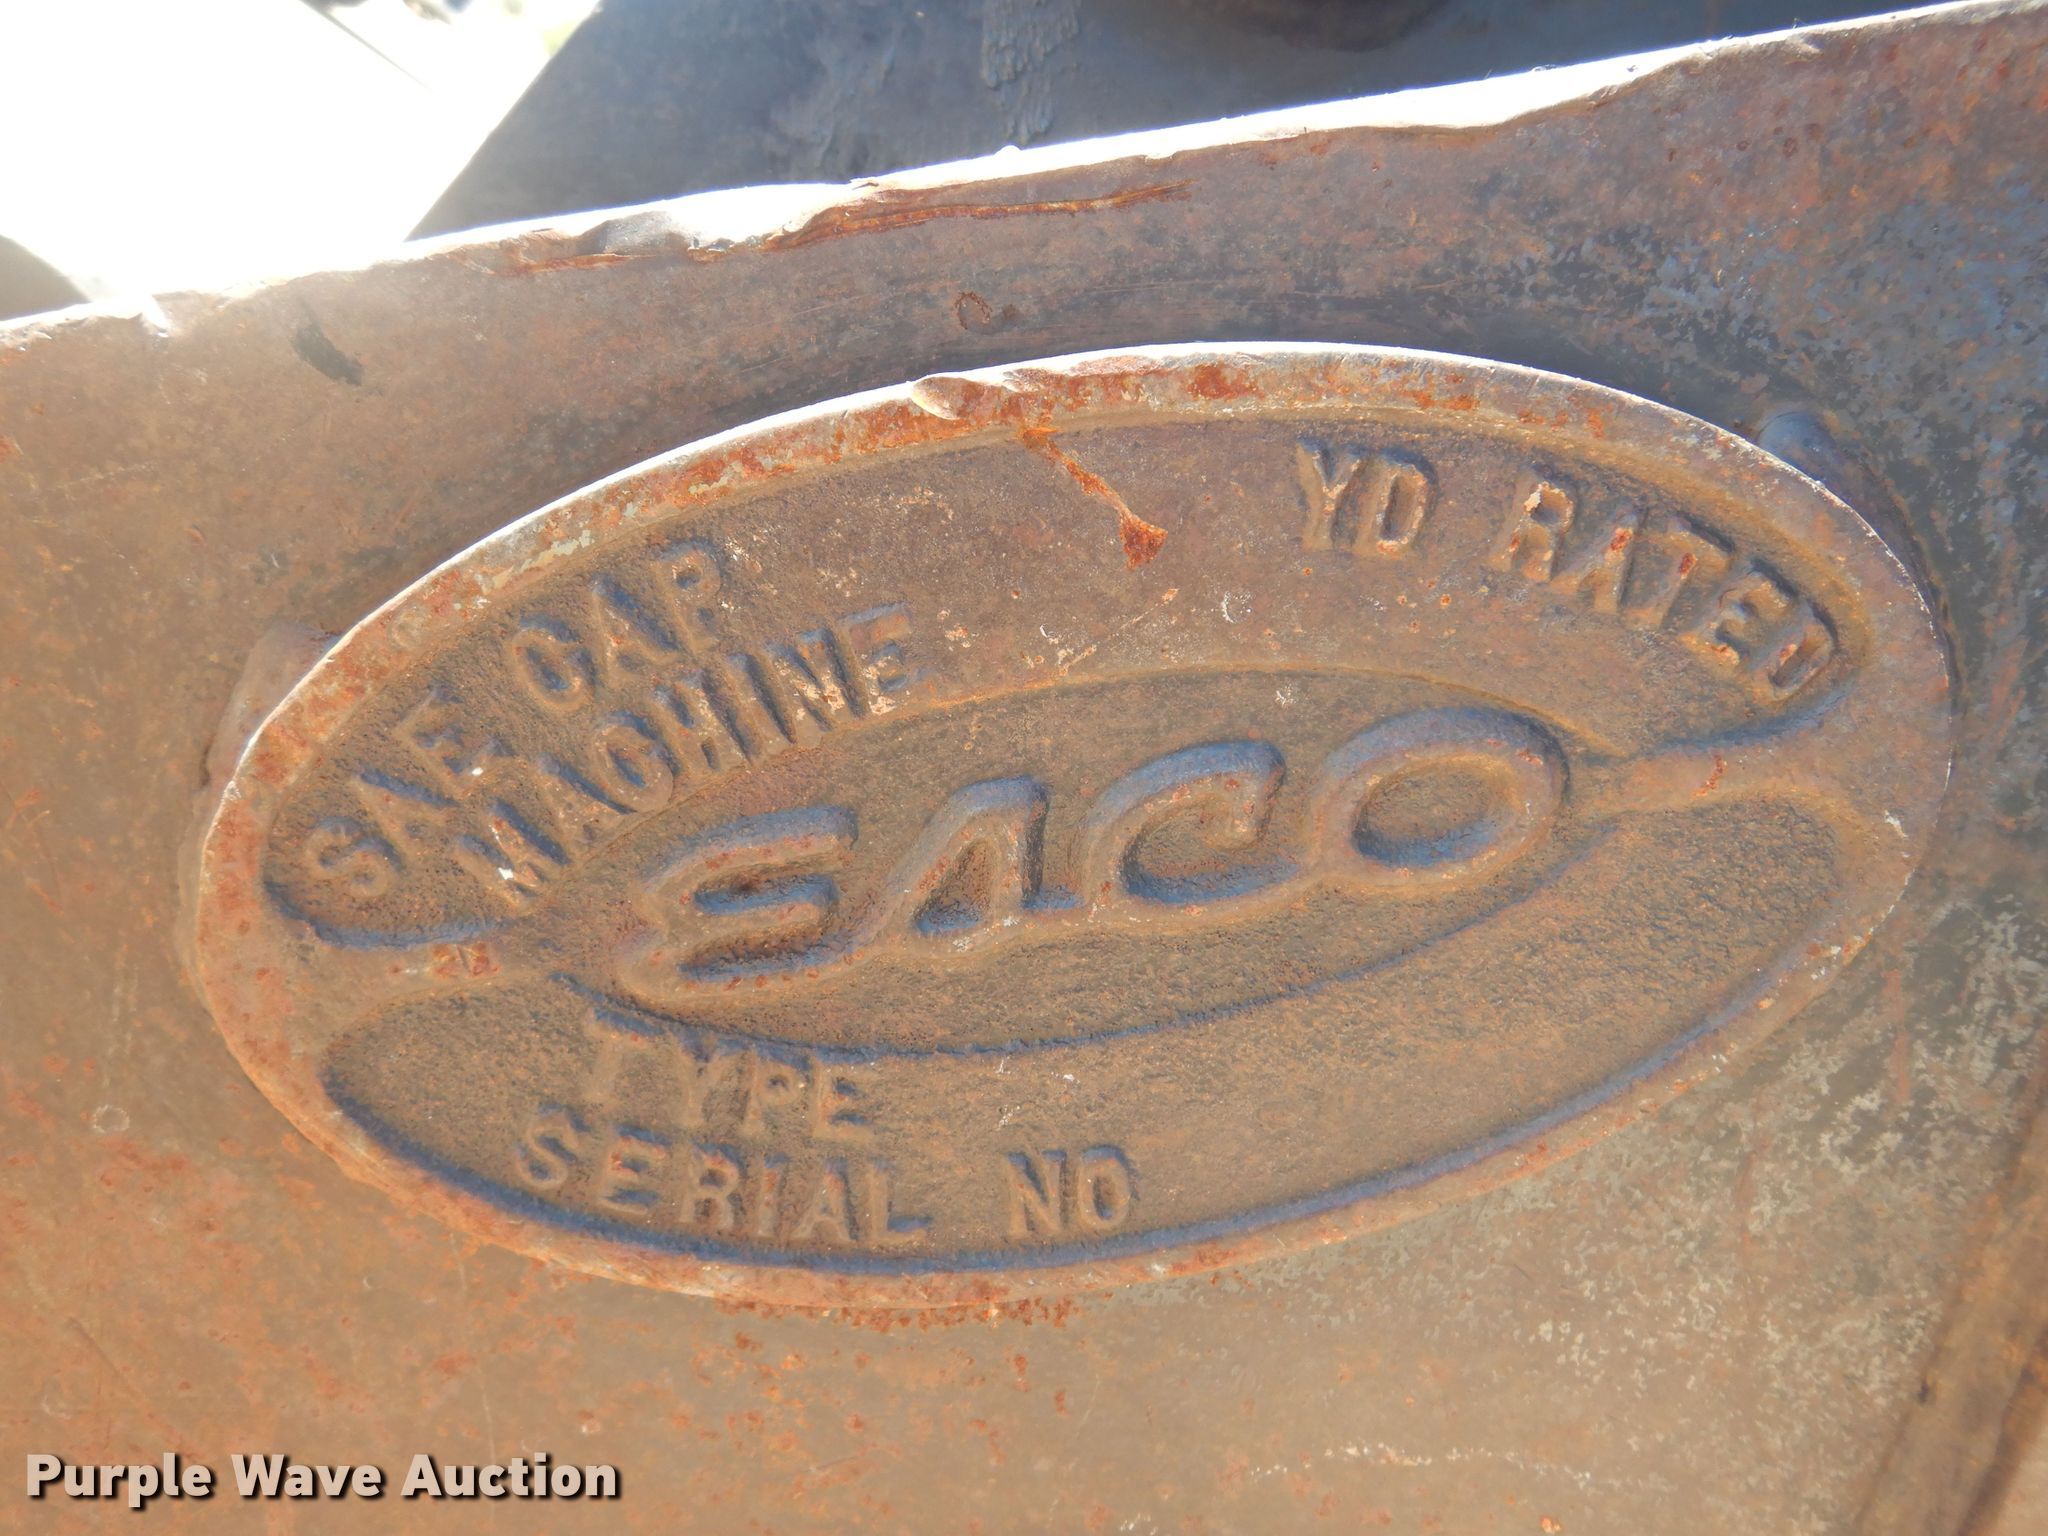 SAE CAP YD RATED
MACHINE
ESCO
TYPE
SERIAL NO
Purple Wave Auction